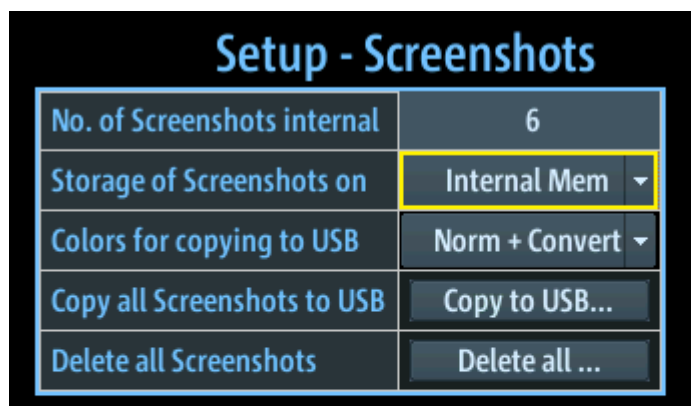 Setup - Screenshots
No. of Screenshots internal 6
Storage of Screenshots on Internal Mem
Colors for copying to USB Norm + Convert
Copy all Screenshots to USB Copy to USB...
Delete all Screenshots Delete all ...